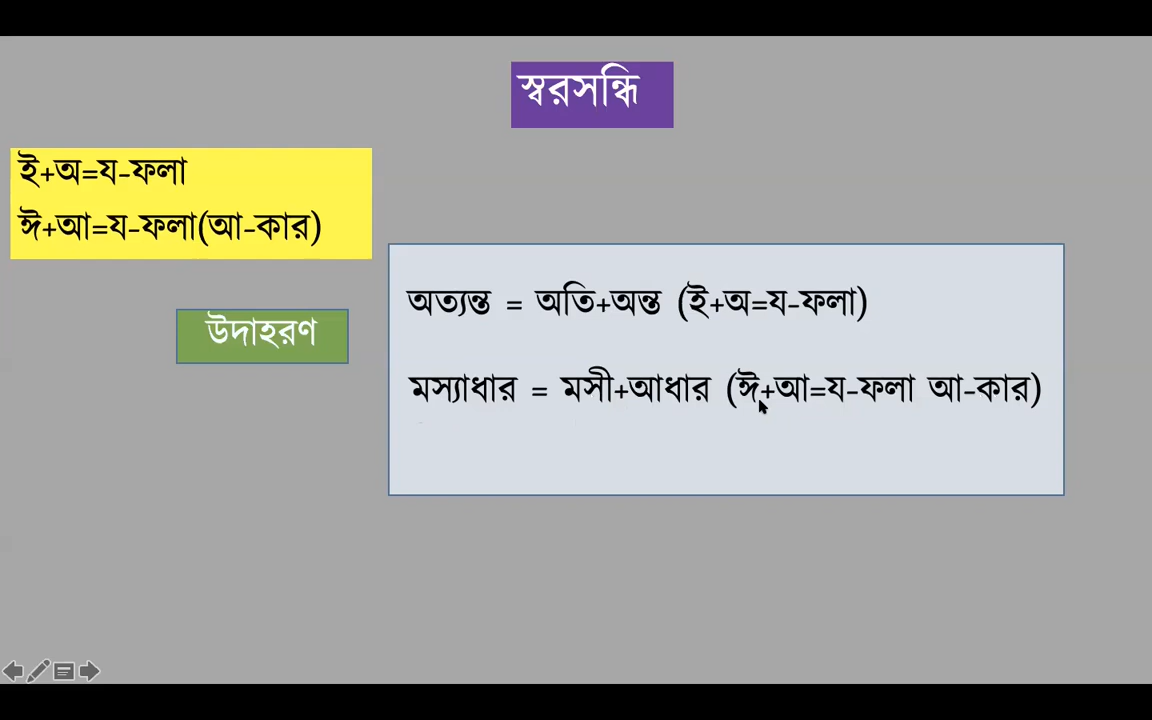 স্বরসন্ধি
ই+অ=য-ফলা
ঈ+আ=য-ফলা(আ-কার)
উদাহরণ
অত্যন্ত = অতি+অন্ত (ই+অ=য-ফলা)
মস্যাধার = মসী+আধার (ঈ+আ=য-ফলা আ-কার)